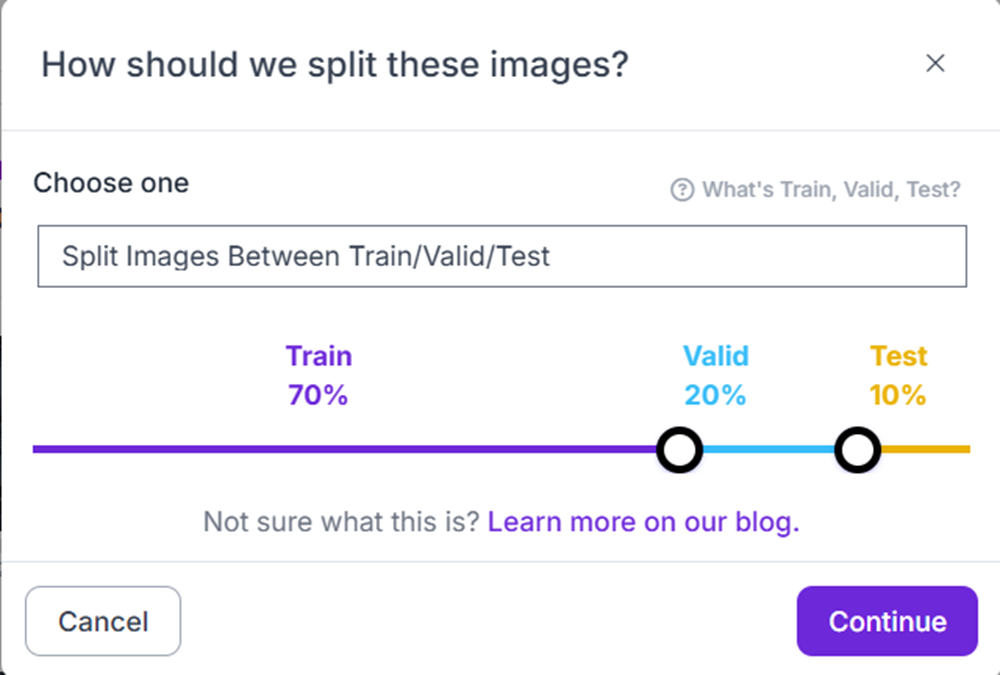 How should we split these images?
Choose one
What's Train, Valid, Test?
Split Images Between Train/Valid/Test
Train
70%
Valid
20%
Test
10%
Not sure what this is? Learn more on our blog.
Cancel
Continue